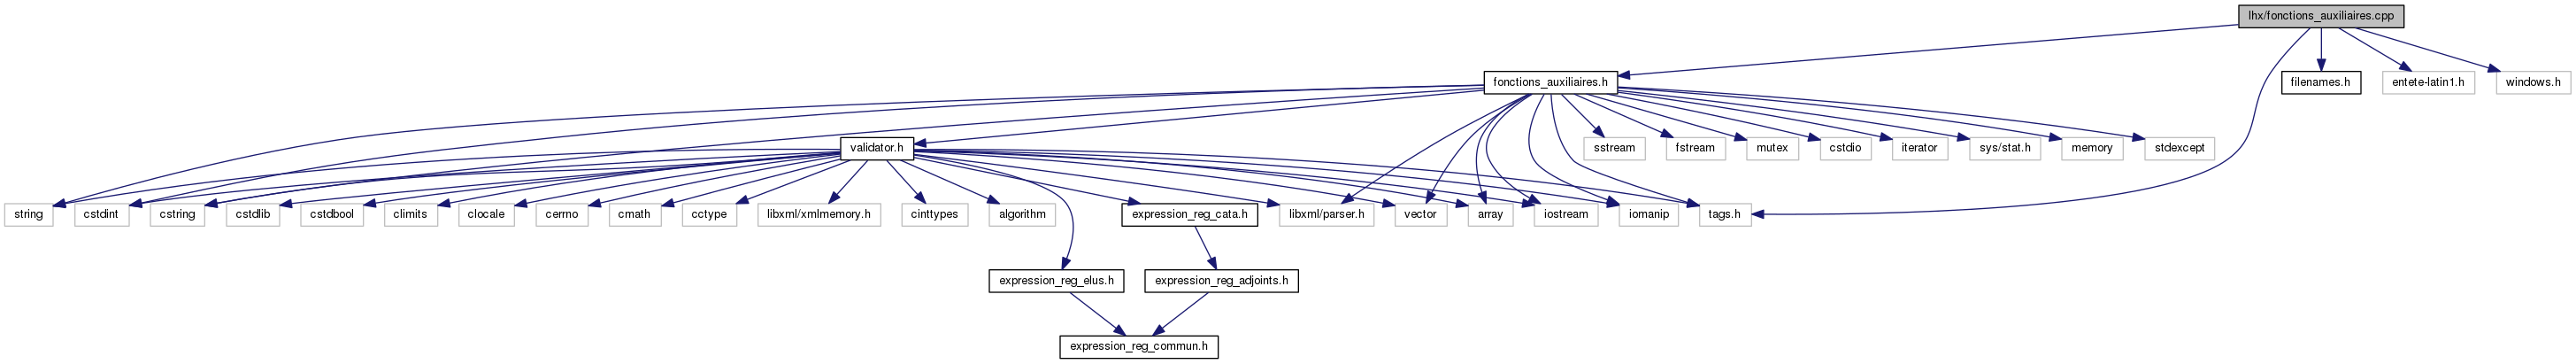 lhx/fonctions_auxiliaires.cpp
fonctions_auxiliaires.h
filenames.h
entete-latin1.h
windows.h
validator.h
sstream
fstream
mutex
cstdio
iterator
sys/stat.h
memory
stdexcept
string
cstdint
cstring
cstdlib
cstdbool
climits
clocale
cerrno
cmath
cctype
libxml/xmlmemory.h
cinttypes
algorithm
expression_reg_cata.h
libxml/parser.h
vector
array
iostream
iomanip
tags.h
expression_reg_elus.h
expression_reg_adjoints.h
expression_reg_commun.h